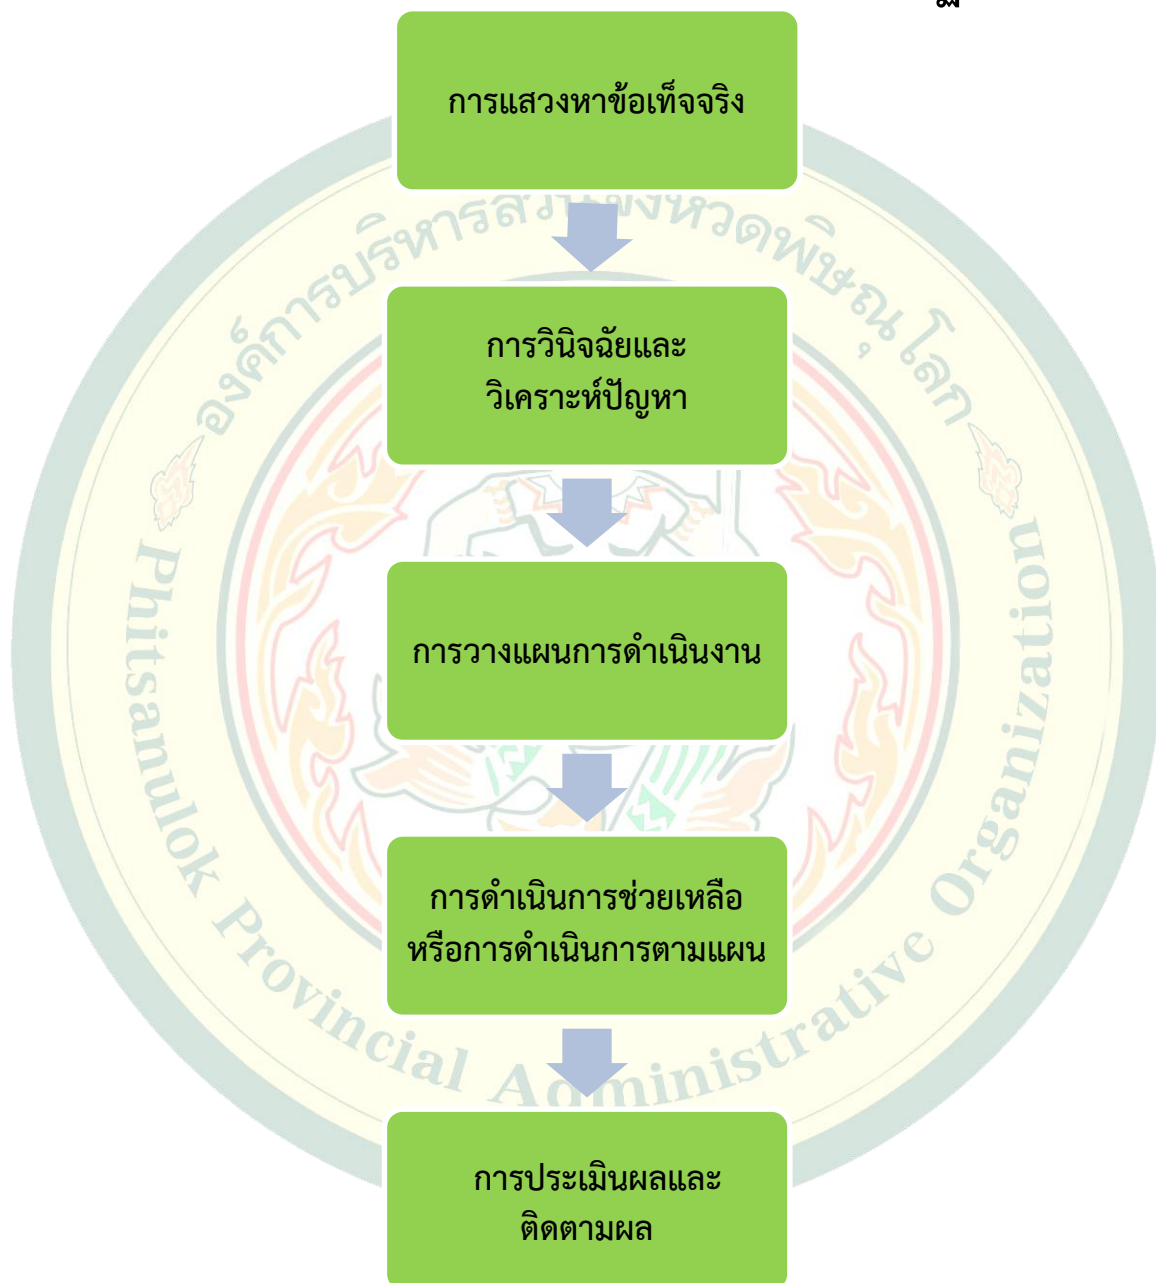 การแสวงหาข้อเท็จจริง
องค์การบริหารส่วนจังหวัดพิษณุโลก
การวินิจฉัยและ
วิเคราะห์ปัญหา
การวางแผนการดำเนินงาน
การดำเนินการช่วยเหลือ
หรือการดำเนินการตามแผน
Phitsanulok Provincial Administrative Organization
การประเมินผลและ
ติดตามผล